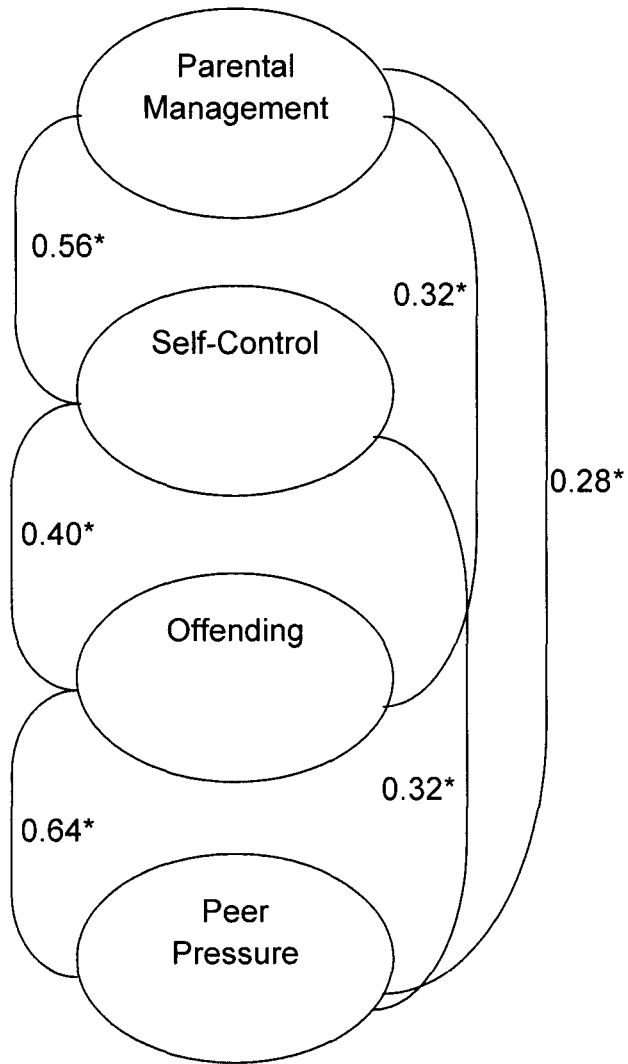 Parental
Management
0.56*
0.32*
Self-Control
0.28*
0.40*
Offending
0.32*
0.64*
Peer
Pressure